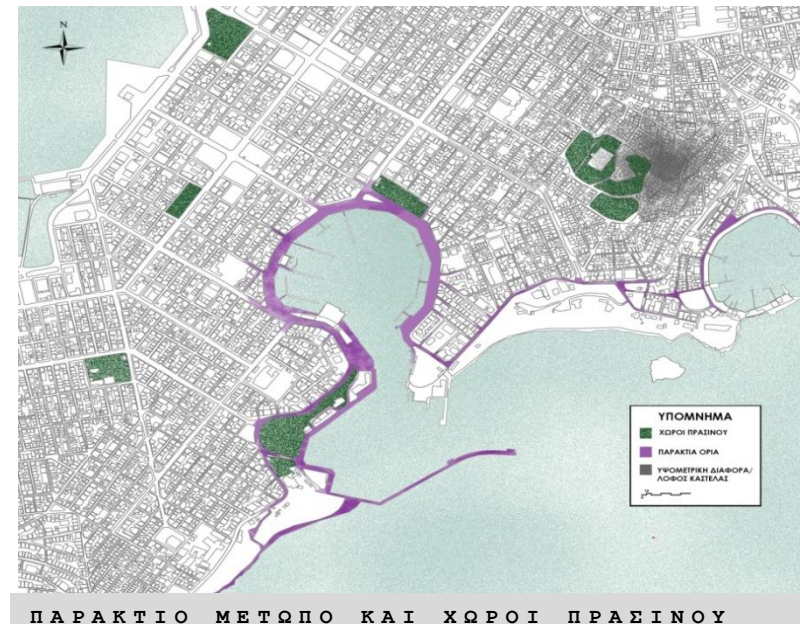 N
ΥΠΟΜΝΗΜΑ
ΧΩΡΟΙ ΠΡΑΣΙΝΟΥ
ΠΑΡΑΚΤΙΑ ΟΡΙΑ
ΥΨΟΜΕΤΡΙΚΗ ΔΙΑΦΟΡΑ/
ΛΟΦΟΣ ΚΑΣΤΕΛΑΣ
ΠΑΡΑΚΤΙΟ ΜΕΤΩΠΟ ΚΑΙ ΧΩΡΟΙ ΠΡΑΣΙΝΟΥ